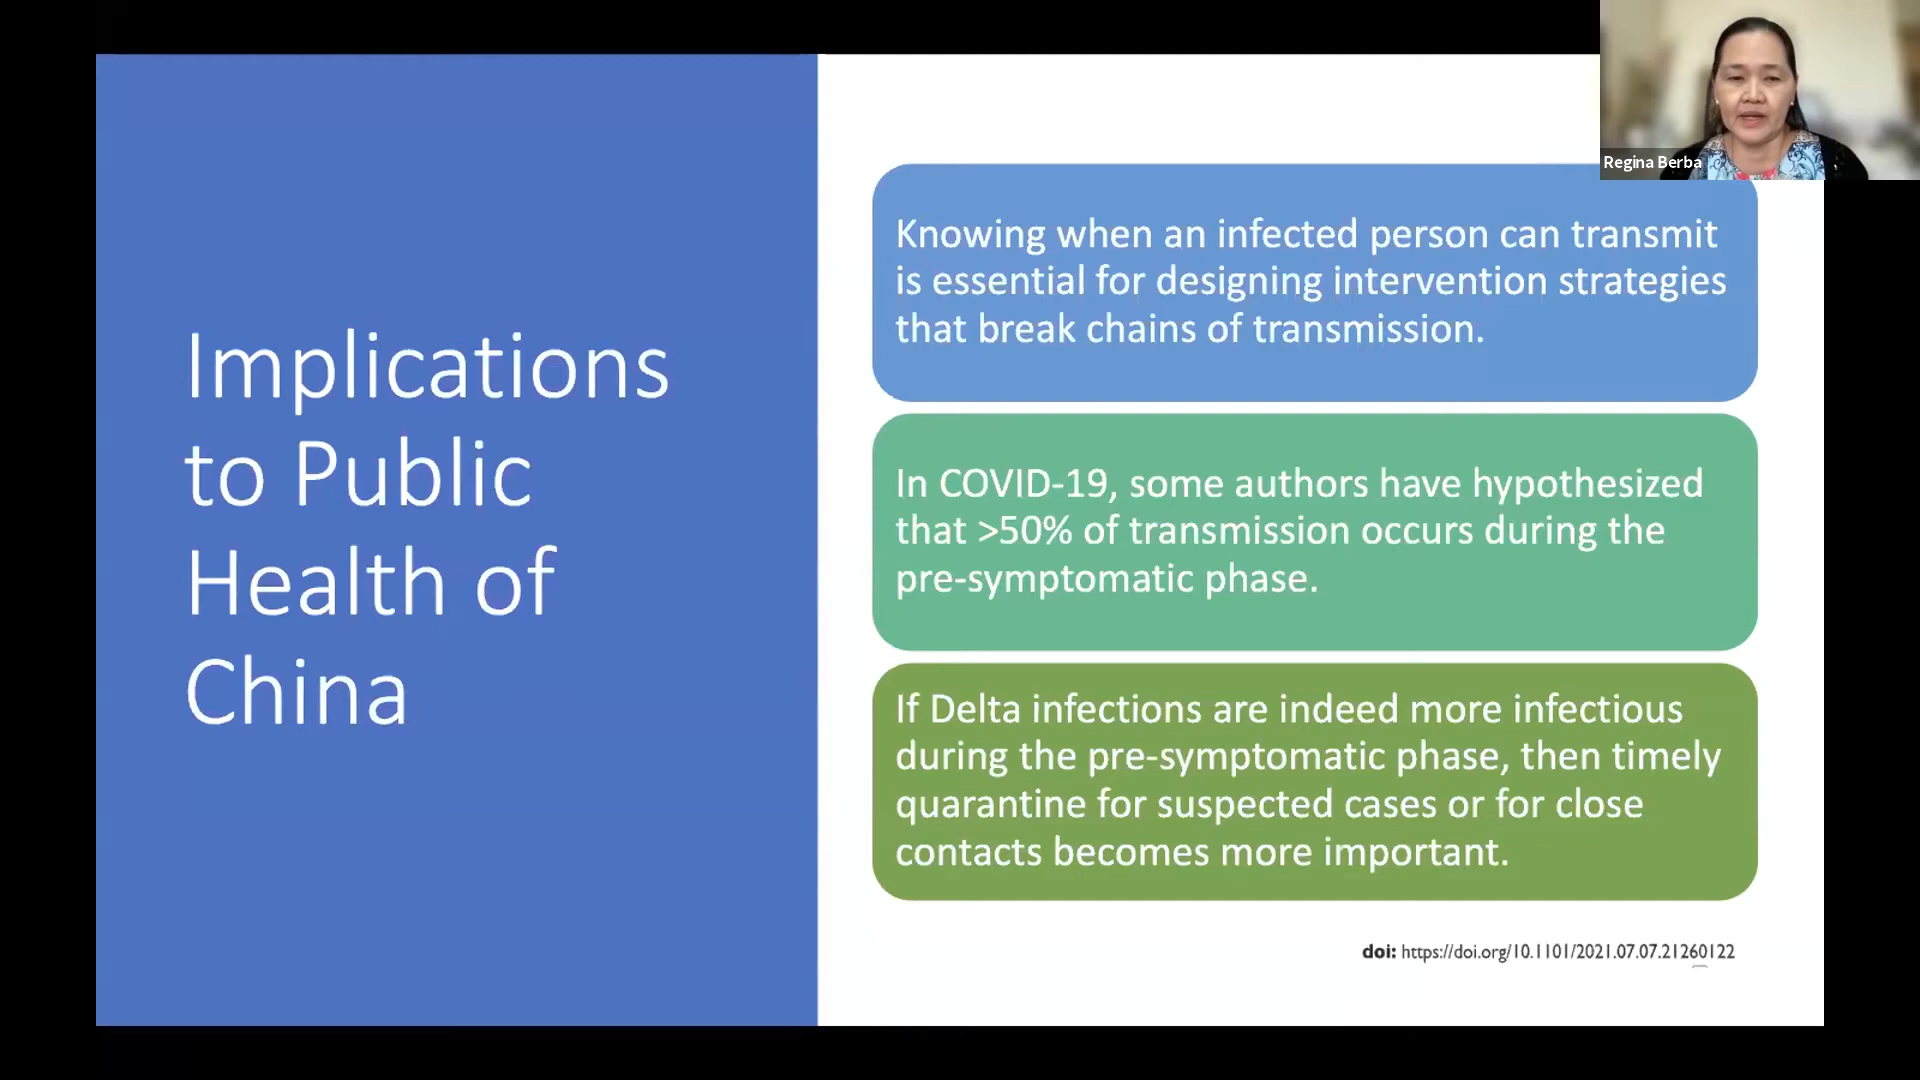 Implications
to Public
Health of
China
Regina Berba
Knowing when an infected person can transmit
is essential for designing intervention strategies
that break chains of transmission.
In COVID-19, some authors have hypothesized
that >50% of transmission occurs during the
pre-symptomatic phase.
If Delta infections are indeed more infectious
during the pre-symptomatic phase, then timely
quarantine for suspected cases or for close
contacts becomes more important.
doi: https://doi.org/10.1101/2021.07.07.21260122